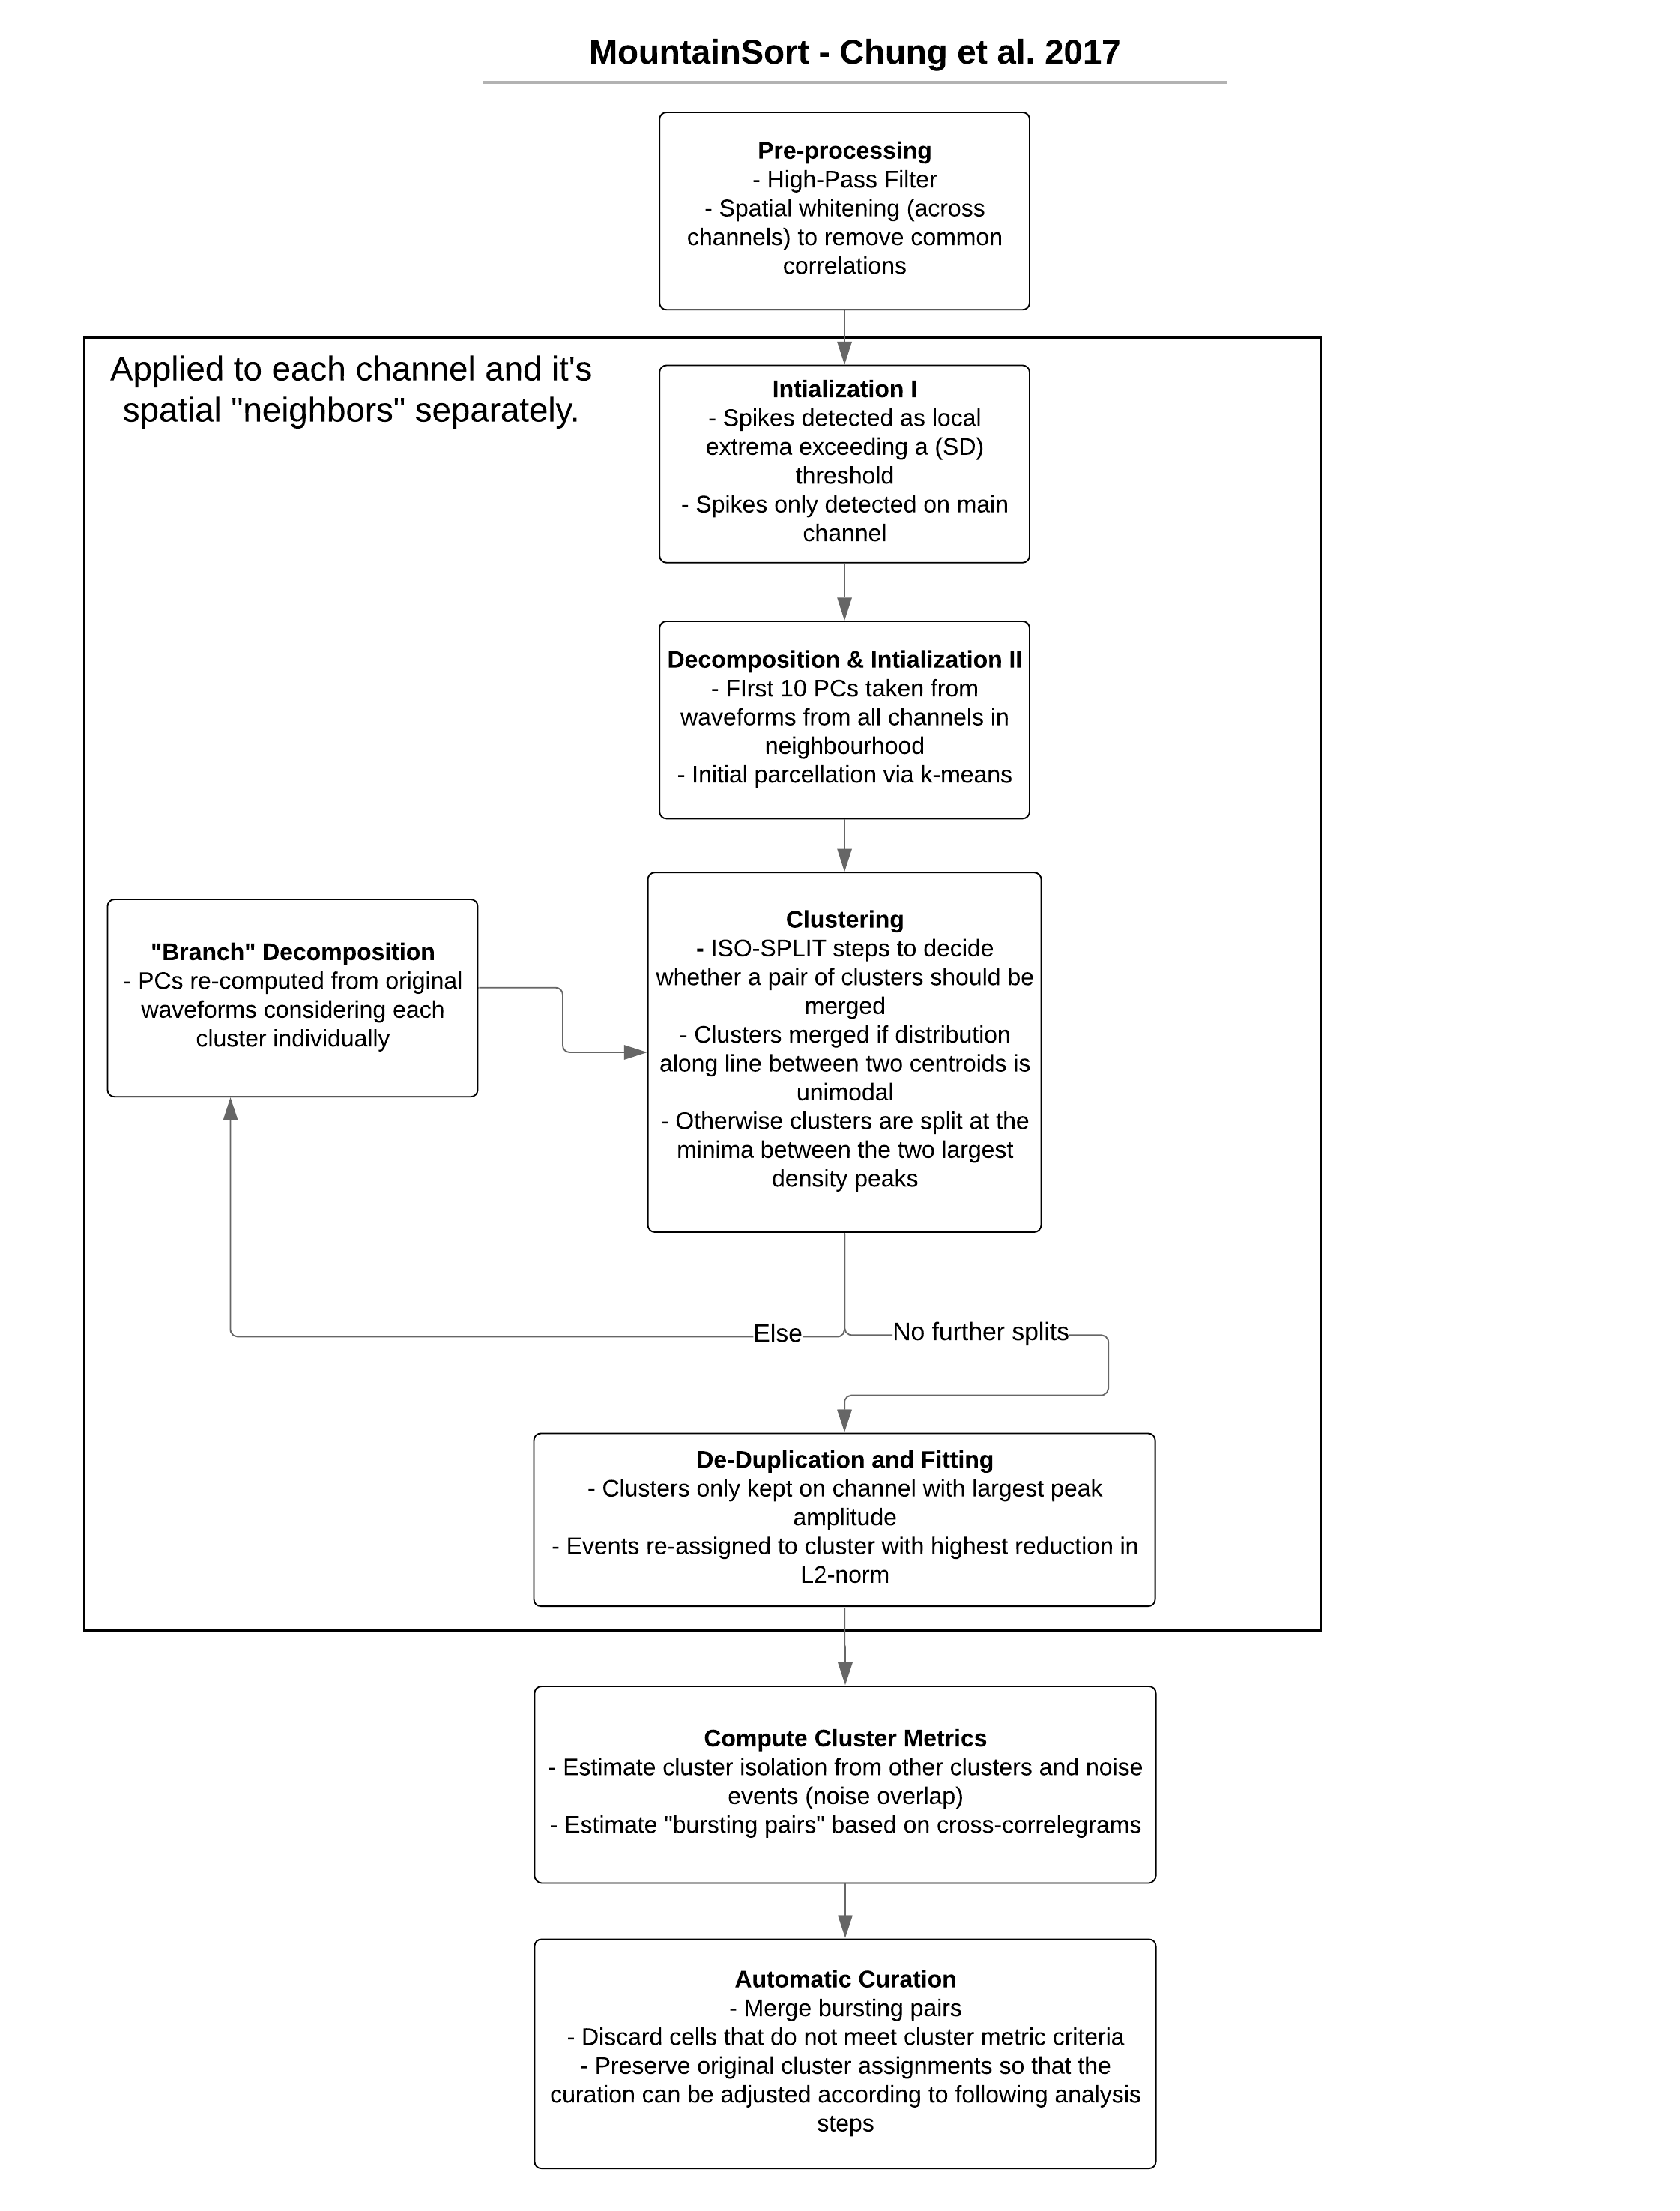 MountainSort - Chung et al. 2017
Pre-processing
- High-Pass Filter
- Spatial whitening (across
channels) to remove common
correlations
Applied to each channel and it's
spatial "neighbors" separately.
Intialization I
- Spikes detected as local
extrema exceeding a (SD)
threshold
- Spikes only detected on main
channel
Decomposition & Intialization II
- FIrst 10 PCs taken from
waveforms from all channels in
neighbourhood
- Initial parcellation via k-means
"Branch" Decomposition
- PCs re-computed from original
waveforms considering each
cluster individually
Clustering
- ISO-SPLIT steps to decide
whether a pair of clusters should be
merged
- Clusters merged if distribution
along line between two centroids is
unimodal
- Otherwise clusters are split at the
minima between the two largest
density peaks
Else
No further splits
De-Duplication and Fitting
- Clusters only kept on channel with largest peak
amplitude
- Events re-assigned to cluster with highest reduction in
L2-norm
Compute Cluster Metrics
- Estimate cluster isolation from other clusters and noise
events (noise overlap)
- Estimate "bursting pairs" based on cross-correlegrams
Automatic Curation
- Merge bursting pairs
- Discard cells that do not meet cluster metric criteria
- Preserve original cluster assignments so that the
curation can be adjusted according to following analysis
steps